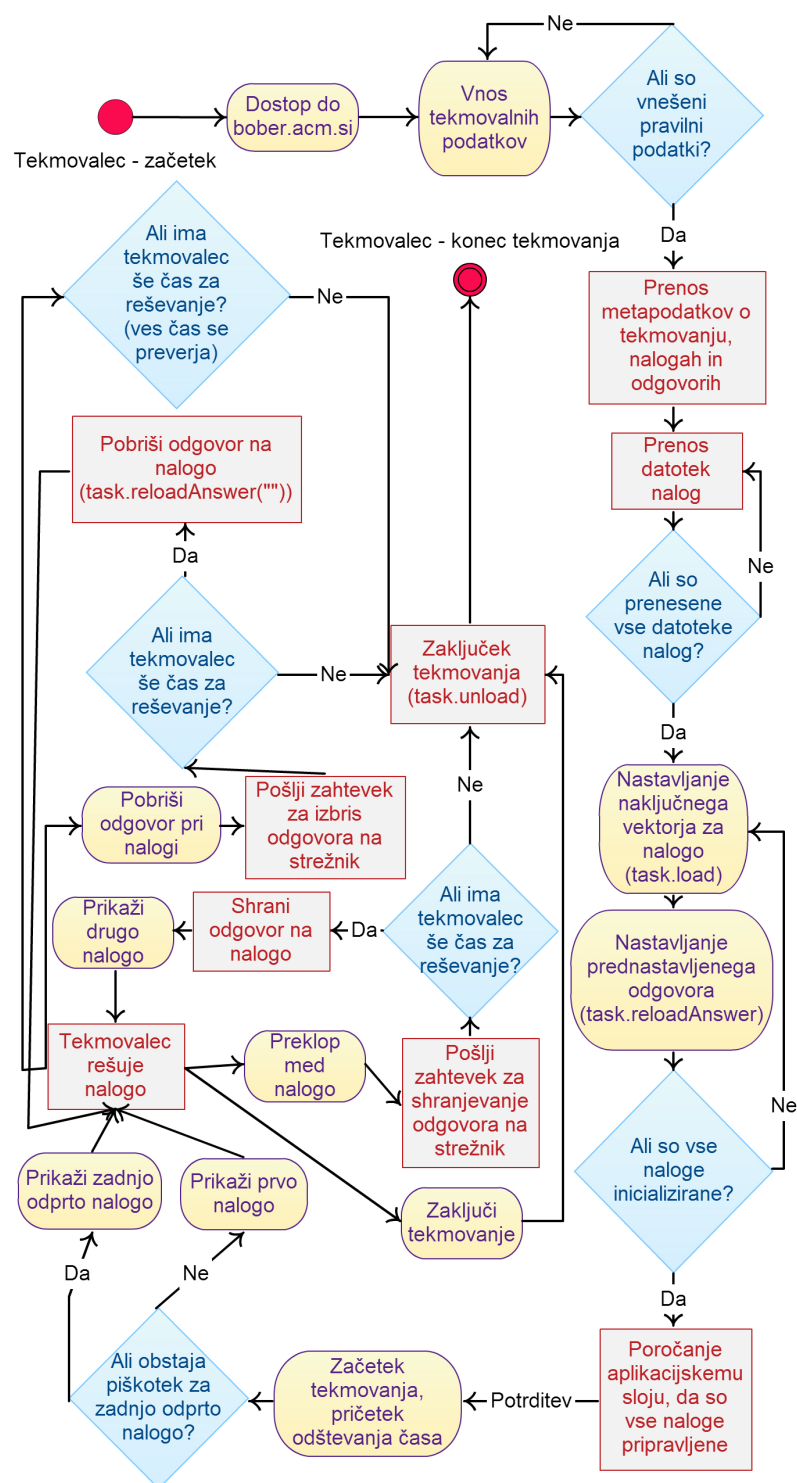 Ne
Dostop do
bober.acm.si
Vnos
tekmovalnih
podatkov
Ali so
vnešeni
pravilni
podatki?
Tekmovalec - začetek
Da
Ali ima
tekmovalec
še čas za
reševanje?
(ves čas se
preverja)
Ne
Tekmovalec - konec tekmovanja
Prenos
metapodatkov o
tekmovanju,
nalogah in
odgovorih
Pobriši odgovor na
nalogo
(task.reloadAnswer(""))
Prenos
datotek
nalog
Da
Ne
Ali so
prenesene
vse datoteke
nalog?
Ali ima
tekmovalec
še čas za
reševanje?
Ne
Zaključek
tekmovanja
(task.unload)
Da
Pobriši
odgovor pri
nalogi
Pošlji zahtevek
za izbris
odgovora na
strežnik
Ne
Nastavljanje
naključnega
vektorja za
nalogo
(task.load)
Prikaži
drugo
nalogo
Shrani
odgovor na
nalogo
Da
Ali ima
tekmovalec
še čas za
reševanje?
Nastavljanje
prednastavljenega
odgovora
(task.reloadAnswer)
Tekmovalec
rešuje
nalogo
Preklop
med
nalogo
Pošlji
zahtevek za
shranjevanje
odgovora na
strežnik
Ne
Ali so vse
naloge
inicializirane?
Prikaži zadnjo
odprto nalogo
Prikaži prvo
nalogo
Zaključi
tekmovanje
Da
Ne
Da
Ali obstaja
piškotek za
zadnjo odprto
nalogo?
Začetek
tekmovanja,
pričetek
odštevanja časa
Potrditev
Poročanje
aplikacijskemu
sloju, da so
vse naloge
pripravljene